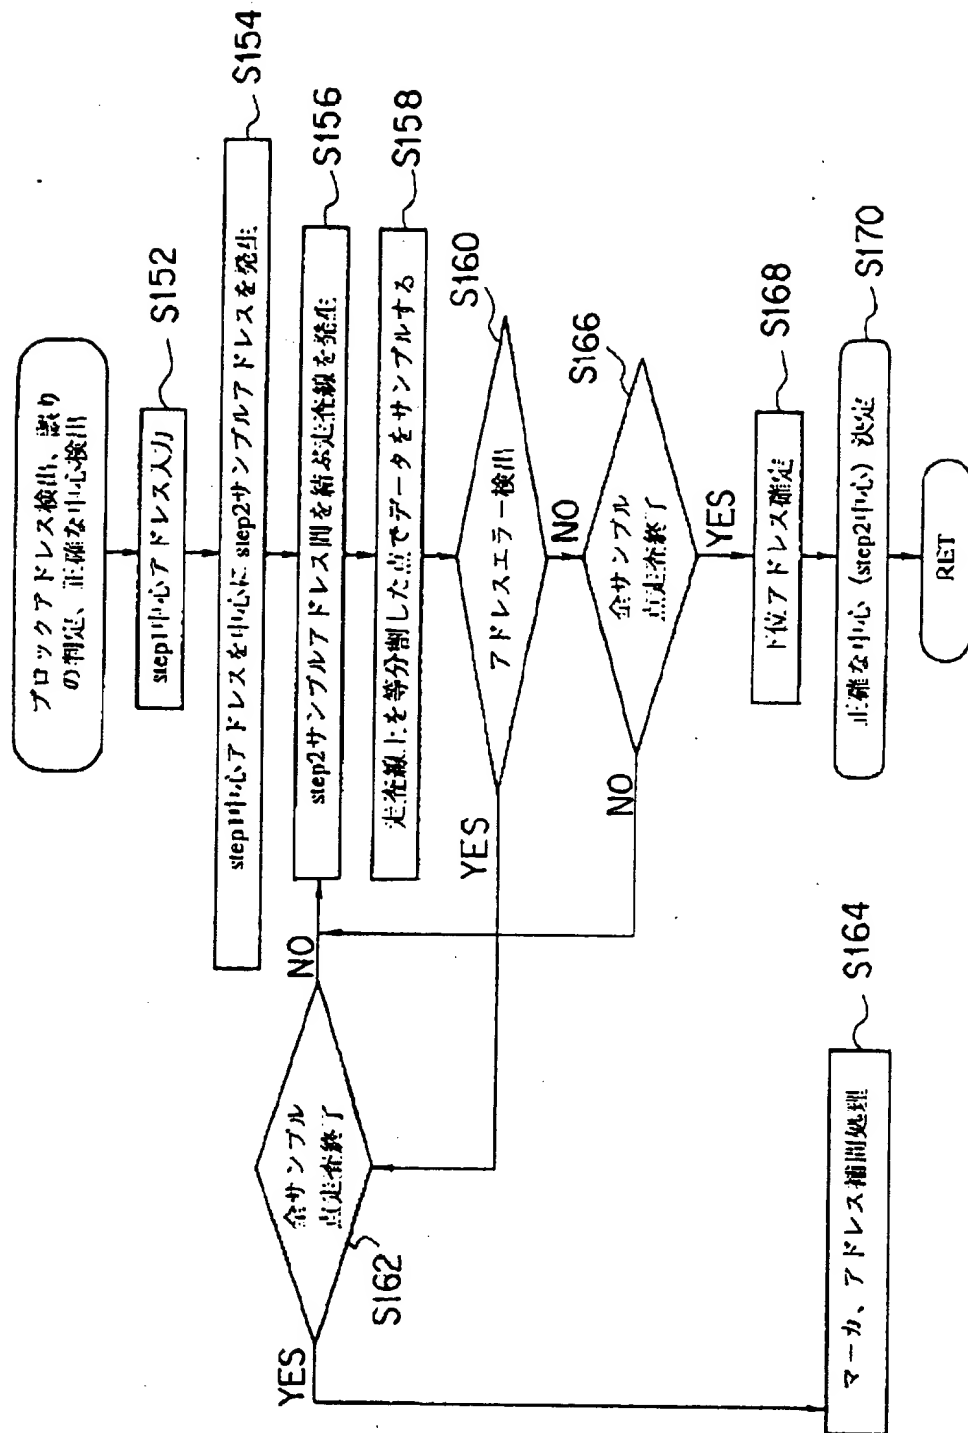 ブロックアドレス検出、誤り
の判定、正確な中心検出
step1中心アドレス入力
S152
step1中心アドレスを中心にstep2サンプルアドレスを発生
S154
step2サンプルアドレス間を結ぶ走査線を発生
S156
走査線上を等分割した点でデータをサンプルする
S158
アドレスエラー検出
S160
YES
NO
全サンプル
点走査終了
S162
NO
YES
全サンプル
点走査終了
S166
NO
YES
マーカ、アドレス補間処理
S164
下位アドレス確定
S168
正確な中心（step2中心）決定
S170
RET